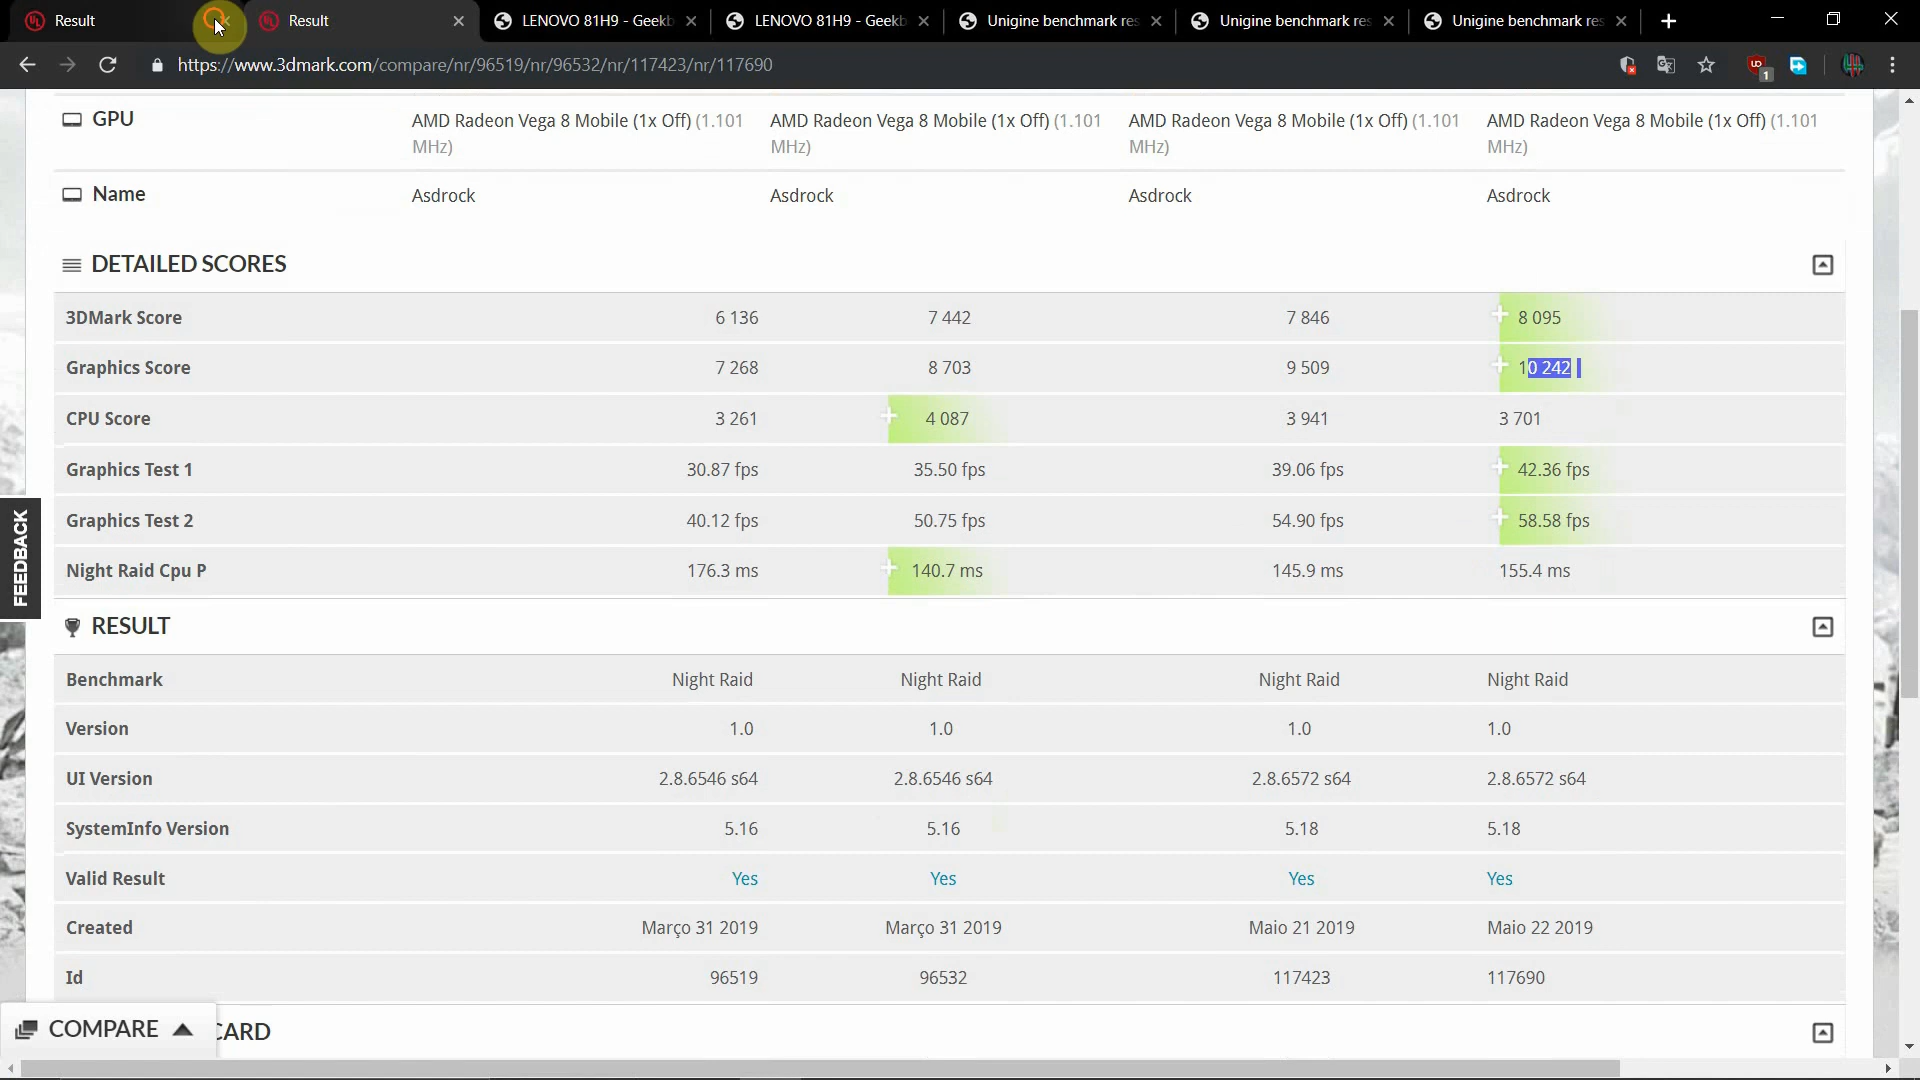 Result
Result
LENOVO 81H9 - Geekb
LENOVO 81H9 - Geekb
Unigine benchmark res
Unigine benchmark res
Unigine benchmark res
https://www.3dmark.com/compare/nr/96519/nr/96532/nr/117423/nr/117690
1
GPU
AMD Radeon Vega 8 Mobile (1x Off) (1.101 MHz)
AMD Radeon Vega 8 Mobile (1x Off) (1.101 MHz)
AMD Radeon Vega 8 Mobile (1x Off) (1.101 MHz)
AMD Radeon Vega 8 Mobile (1x Off) (1.101 MHz)
Name Asdrock Asdrock Asdrock Asdrock
DETAILED SCORES
3DMark Score 6 136 7 442 7 846 8 095
Graphics Score 7 268 8 703 9 509 10 242
CPU Score 3 261 4 087 3 941 3 701
Graphics Test 1 30.87 fps 35.50 fps 39.06 fps 42.36 fps
Graphics Test 2 40.12 fps 50.75 fps 54.90 fps 58.58 fps
Night Raid Cpu P 176.3 ms 140.7 ms 145.9 ms 155.4 ms
FEEDBACK
RESULT
Benchmark Night Raid Night Raid Night Raid Night Raid
Version 1.0 1.0 1.0 1.0
UI Version 2.8.6546 s64 2.8.6546 s64 2.8.6572 s64 2.8.6572 s64
SystemInfo Version 5.16 5.16 5.18 5.18
Valid Result Yes Yes Yes Yes
Created Março 31 2019 Março 31 2019 Maio 21 2019 Maio 22 2019
Id 96519 96532 117423 117690
COMPARE
CARD